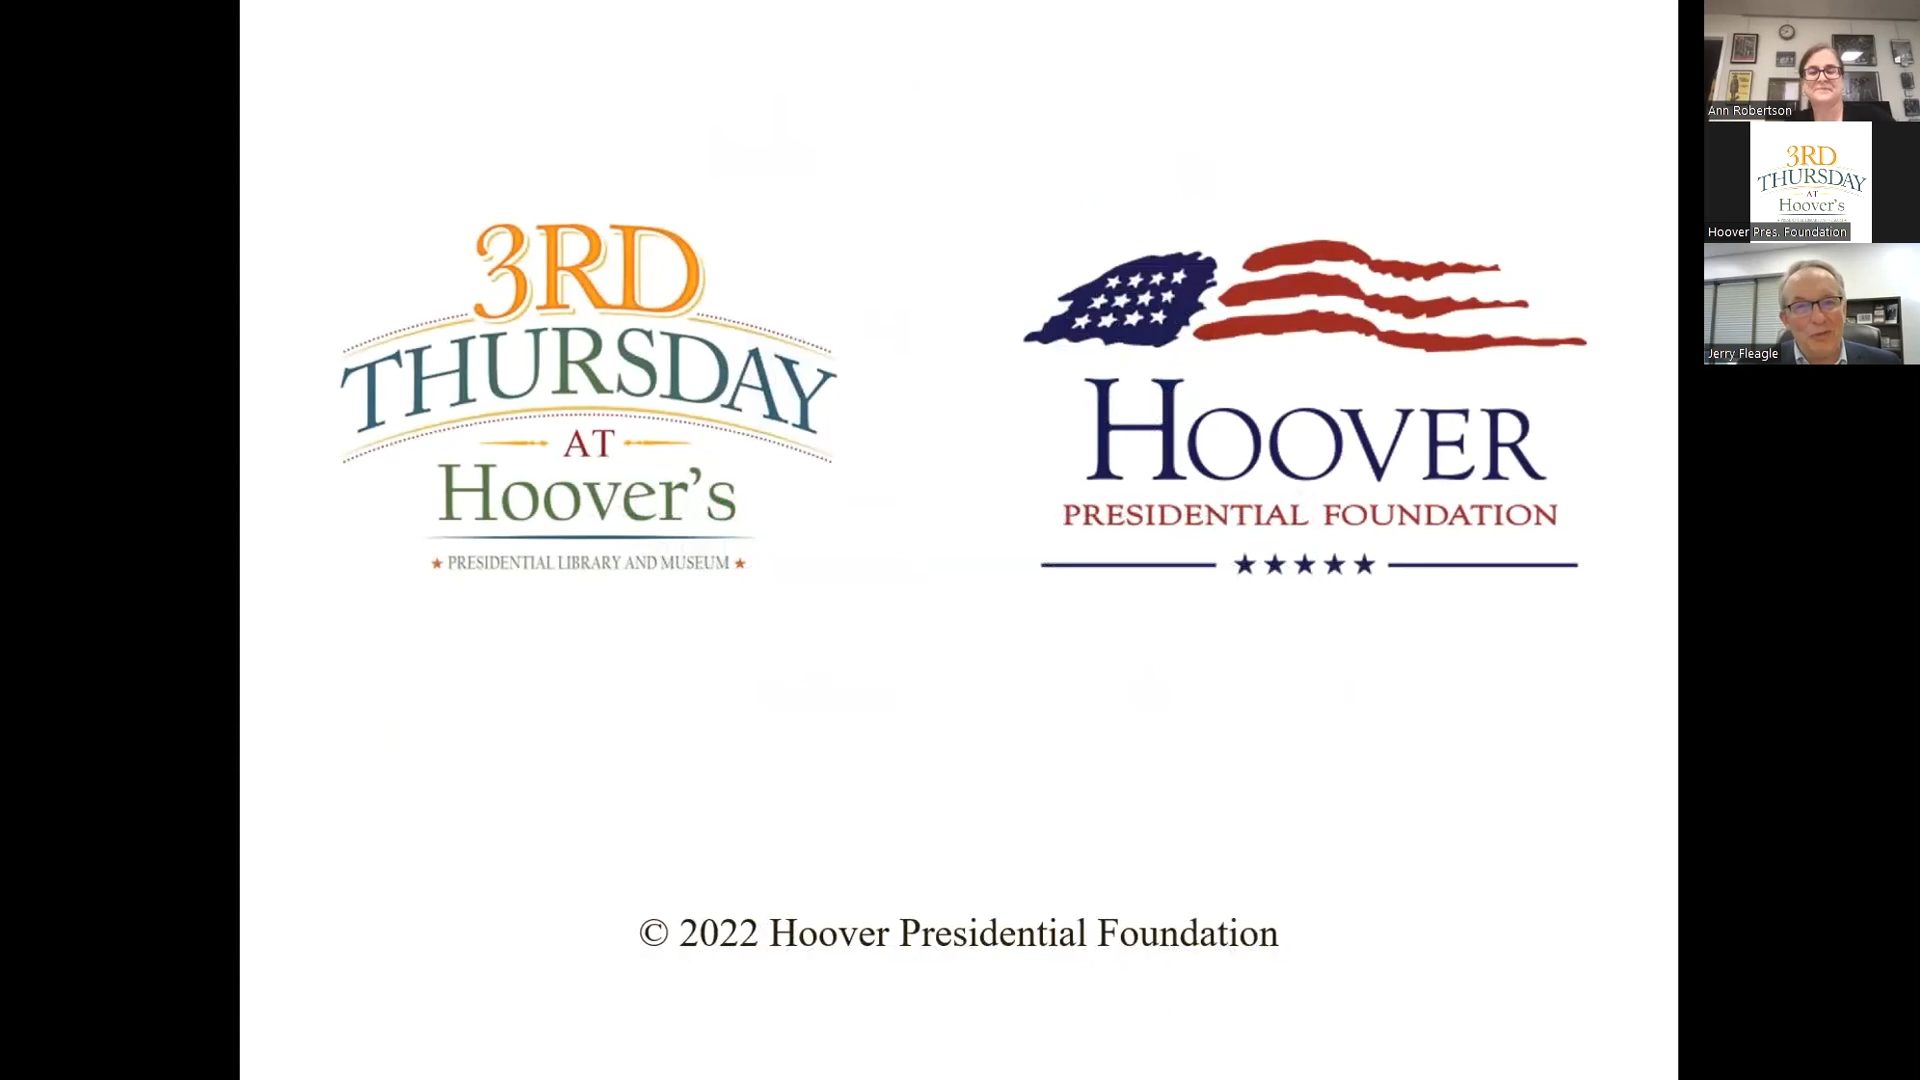 3RD
THURSDAY
AT
Hoover's
PRESIDENTIAL LIBRARY AND MUSEUM
HOOVER
PRESIDENTIAL FOUNDATION
© 2022 Hoover Presidential Foundation
Ann Robertson
3RD
THURSDAY
AT
Hoover's
Hoover Pres. Foundation
Jerry Fleagle